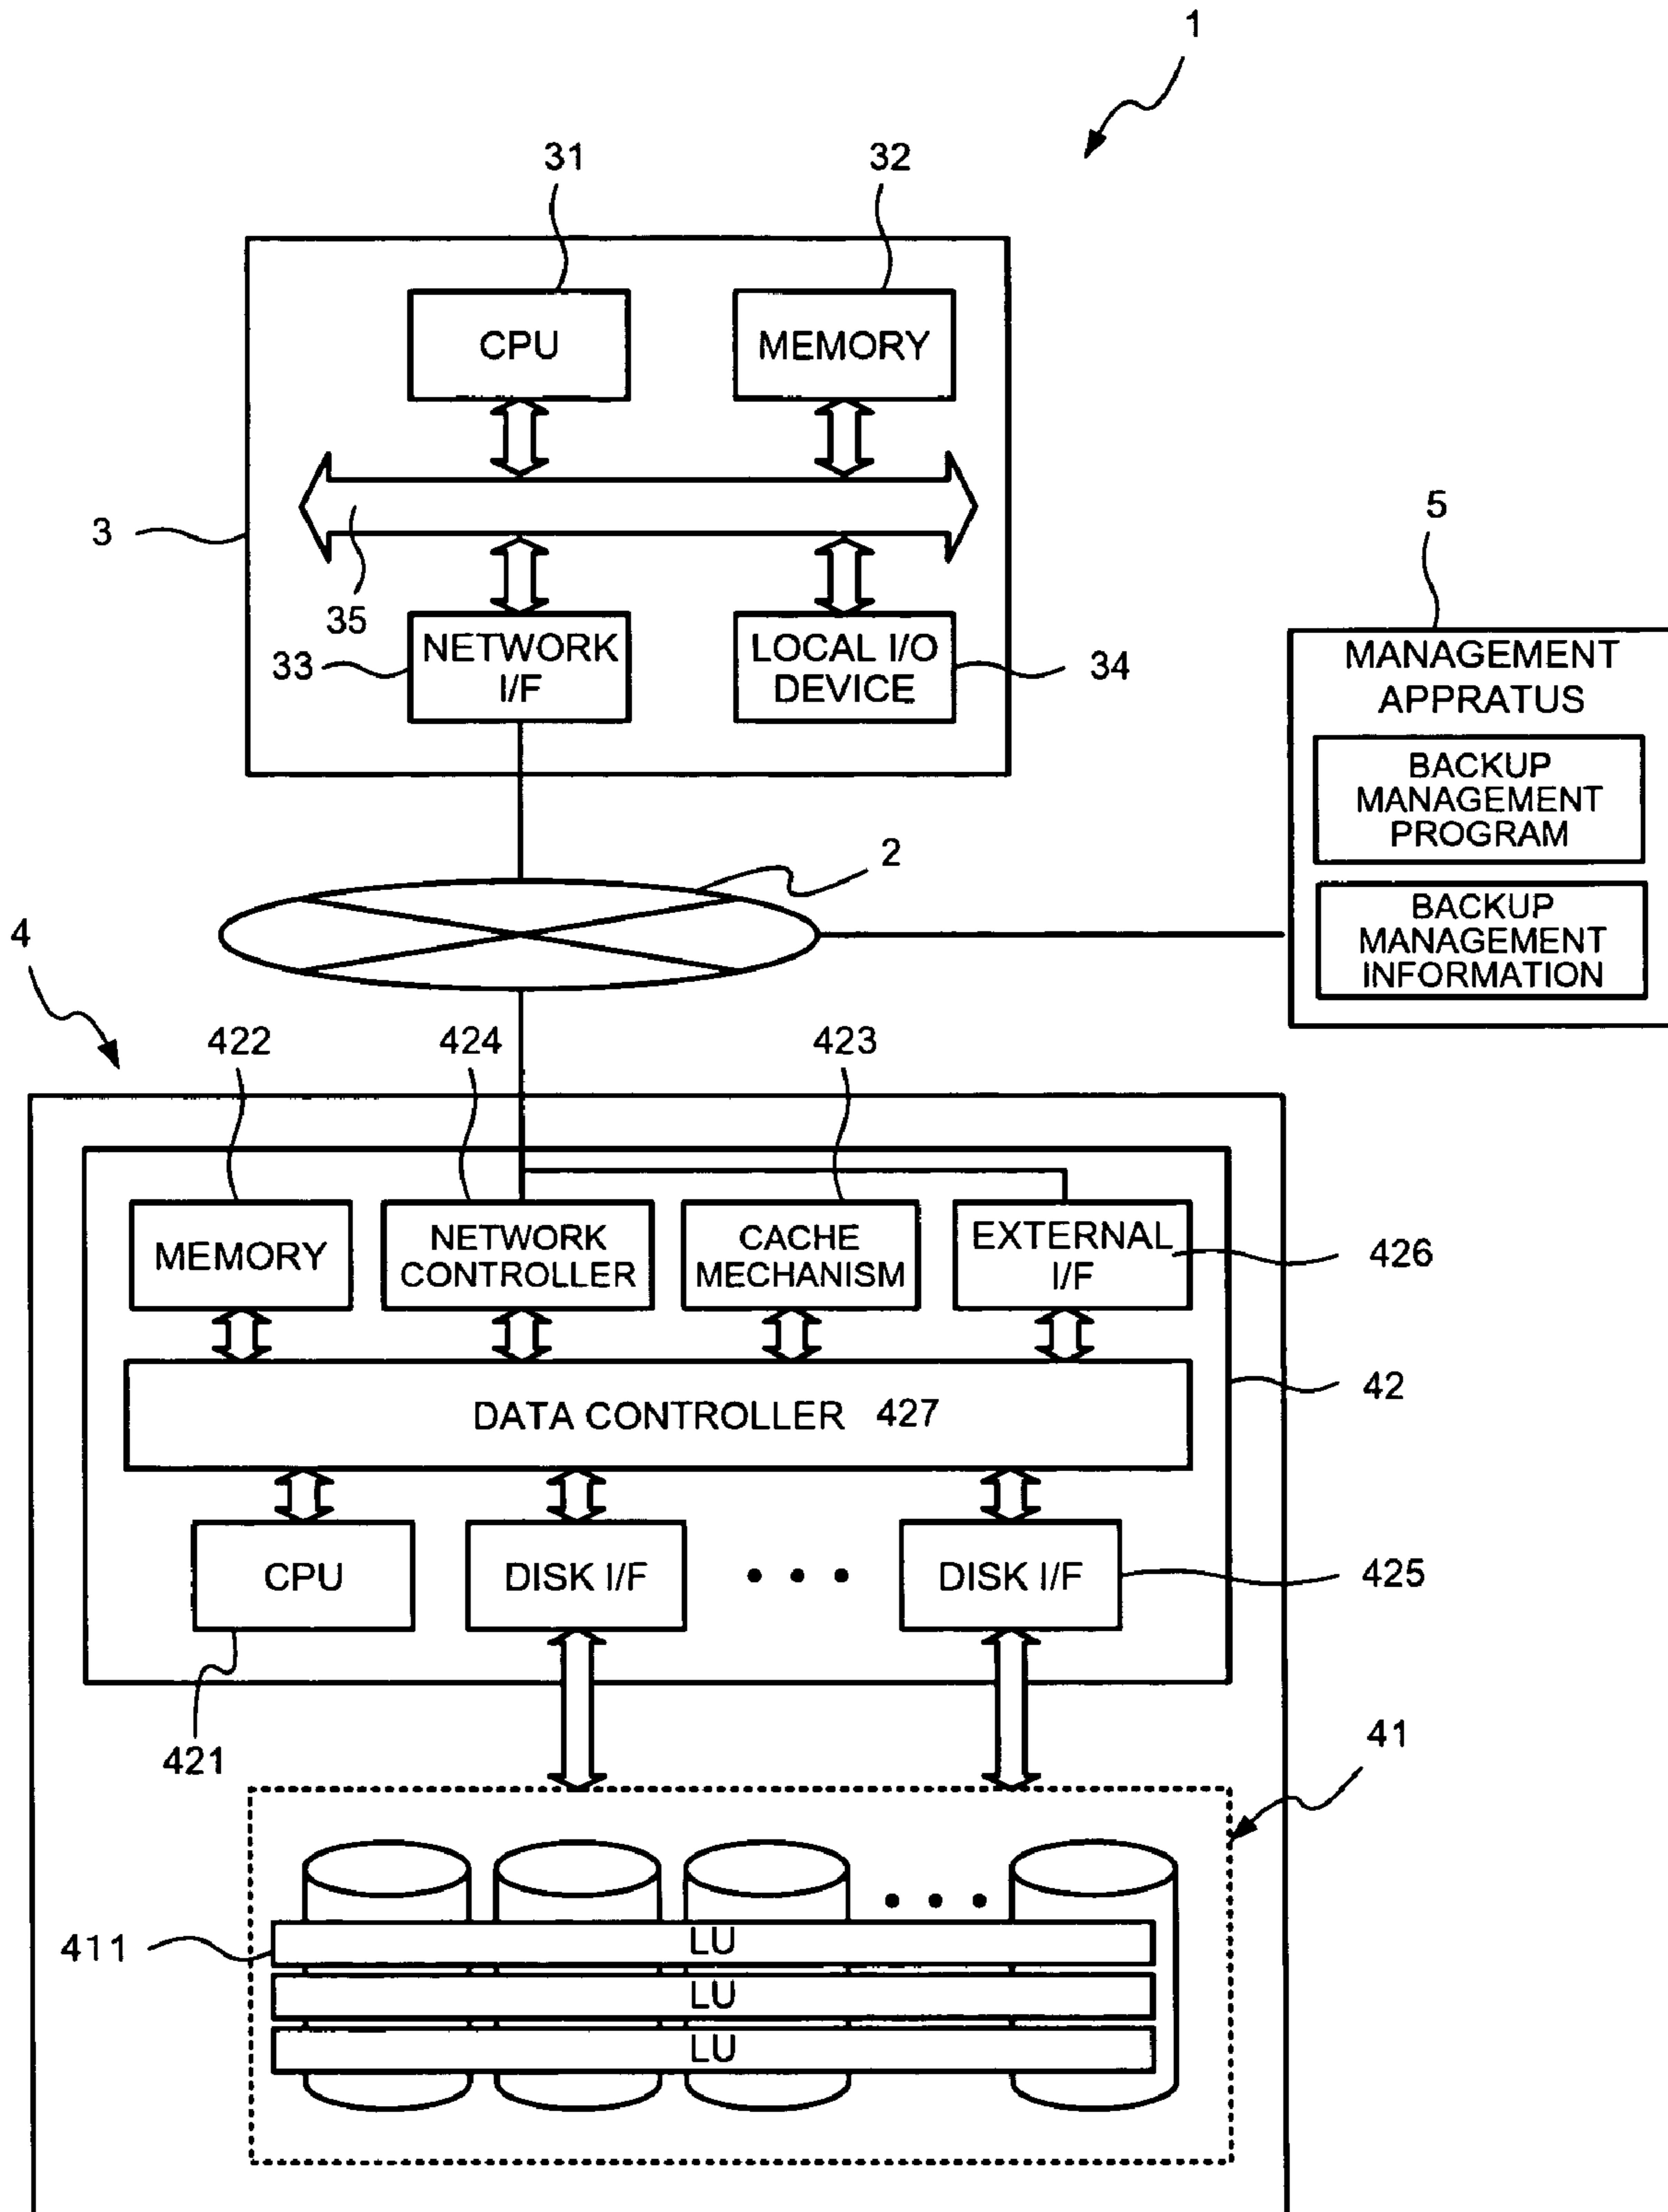 1
31
32
CPU
MEMORY
3
35
33
NETWORK
I/F
LOCAL I/O
DEVICE
34
5
MANAGEMENT
APPRATUS
BACKUP
MANAGEMENT
PROGRAM
BACKUP
MANAGEMENT
INFORMATION
2
4
422
424
423
MEMORY
NETWORK
CONTROLLER
CACHE
MECHANISM
EXTERNAL
I/F
426
DATA CONTROLLER 427
42
CPU
DISK I/F
• • •
DISK I/F
425
421
41
• • •
411
LU
LU
LU